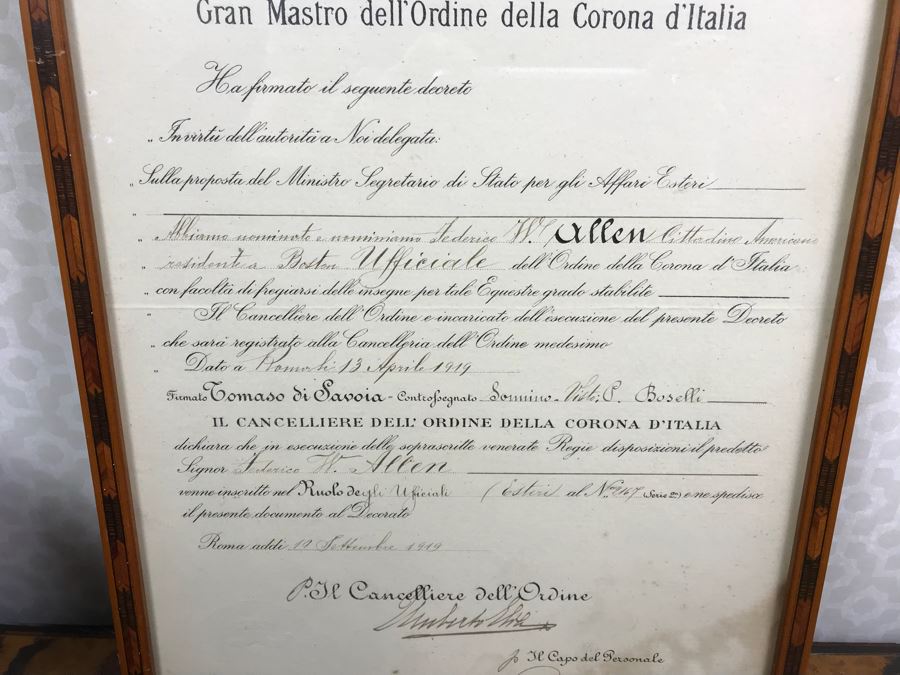 Gran Mastro dell'Ordine della Corona d'Italia
Ha firmato il seguente decreto
„ In virtù dell'autorità a Noi delegata:
„ Sulla proposta del Ministro Segretario di Stato per gli Affari Esteri
„
„ Abbiamo nominato e nominiamo Federico W. Allen Cittadino Americano
„ residente a Boston Ufficiale dell'Ordine della Corona d'Italia
„ con facoltà di fregiarsi delle insegne per tale Equestre grado stabilite
„ Il Cancelliere dell'Ordine è incaricato dell'esecuzione del presente Decreto
„ che sarà registrato alla Cancelleria dell'Ordine medesimo
„ Dato a Roma li 13 Aprile 1919
Firmato Tomaso di Savoia - Controssegnato Sonnino - Visto; P. Boselli
IL CANCELLIERE DELL'ORDINE DELLA CORONA D'ITALIA
dichiara che in esecuzione delle soprascritte venerate Regie disposizioni il predetto
Signor Federico W. Allen
venne inscritto nel Ruolo degli Ufficiali (Esteri al N. (Serie 2a) e ne spedisce
il presente documento al Decorato
Roma addì Settembre 1919
P. Il Cancelliere dell'Ordine
p Il Capo del Personale